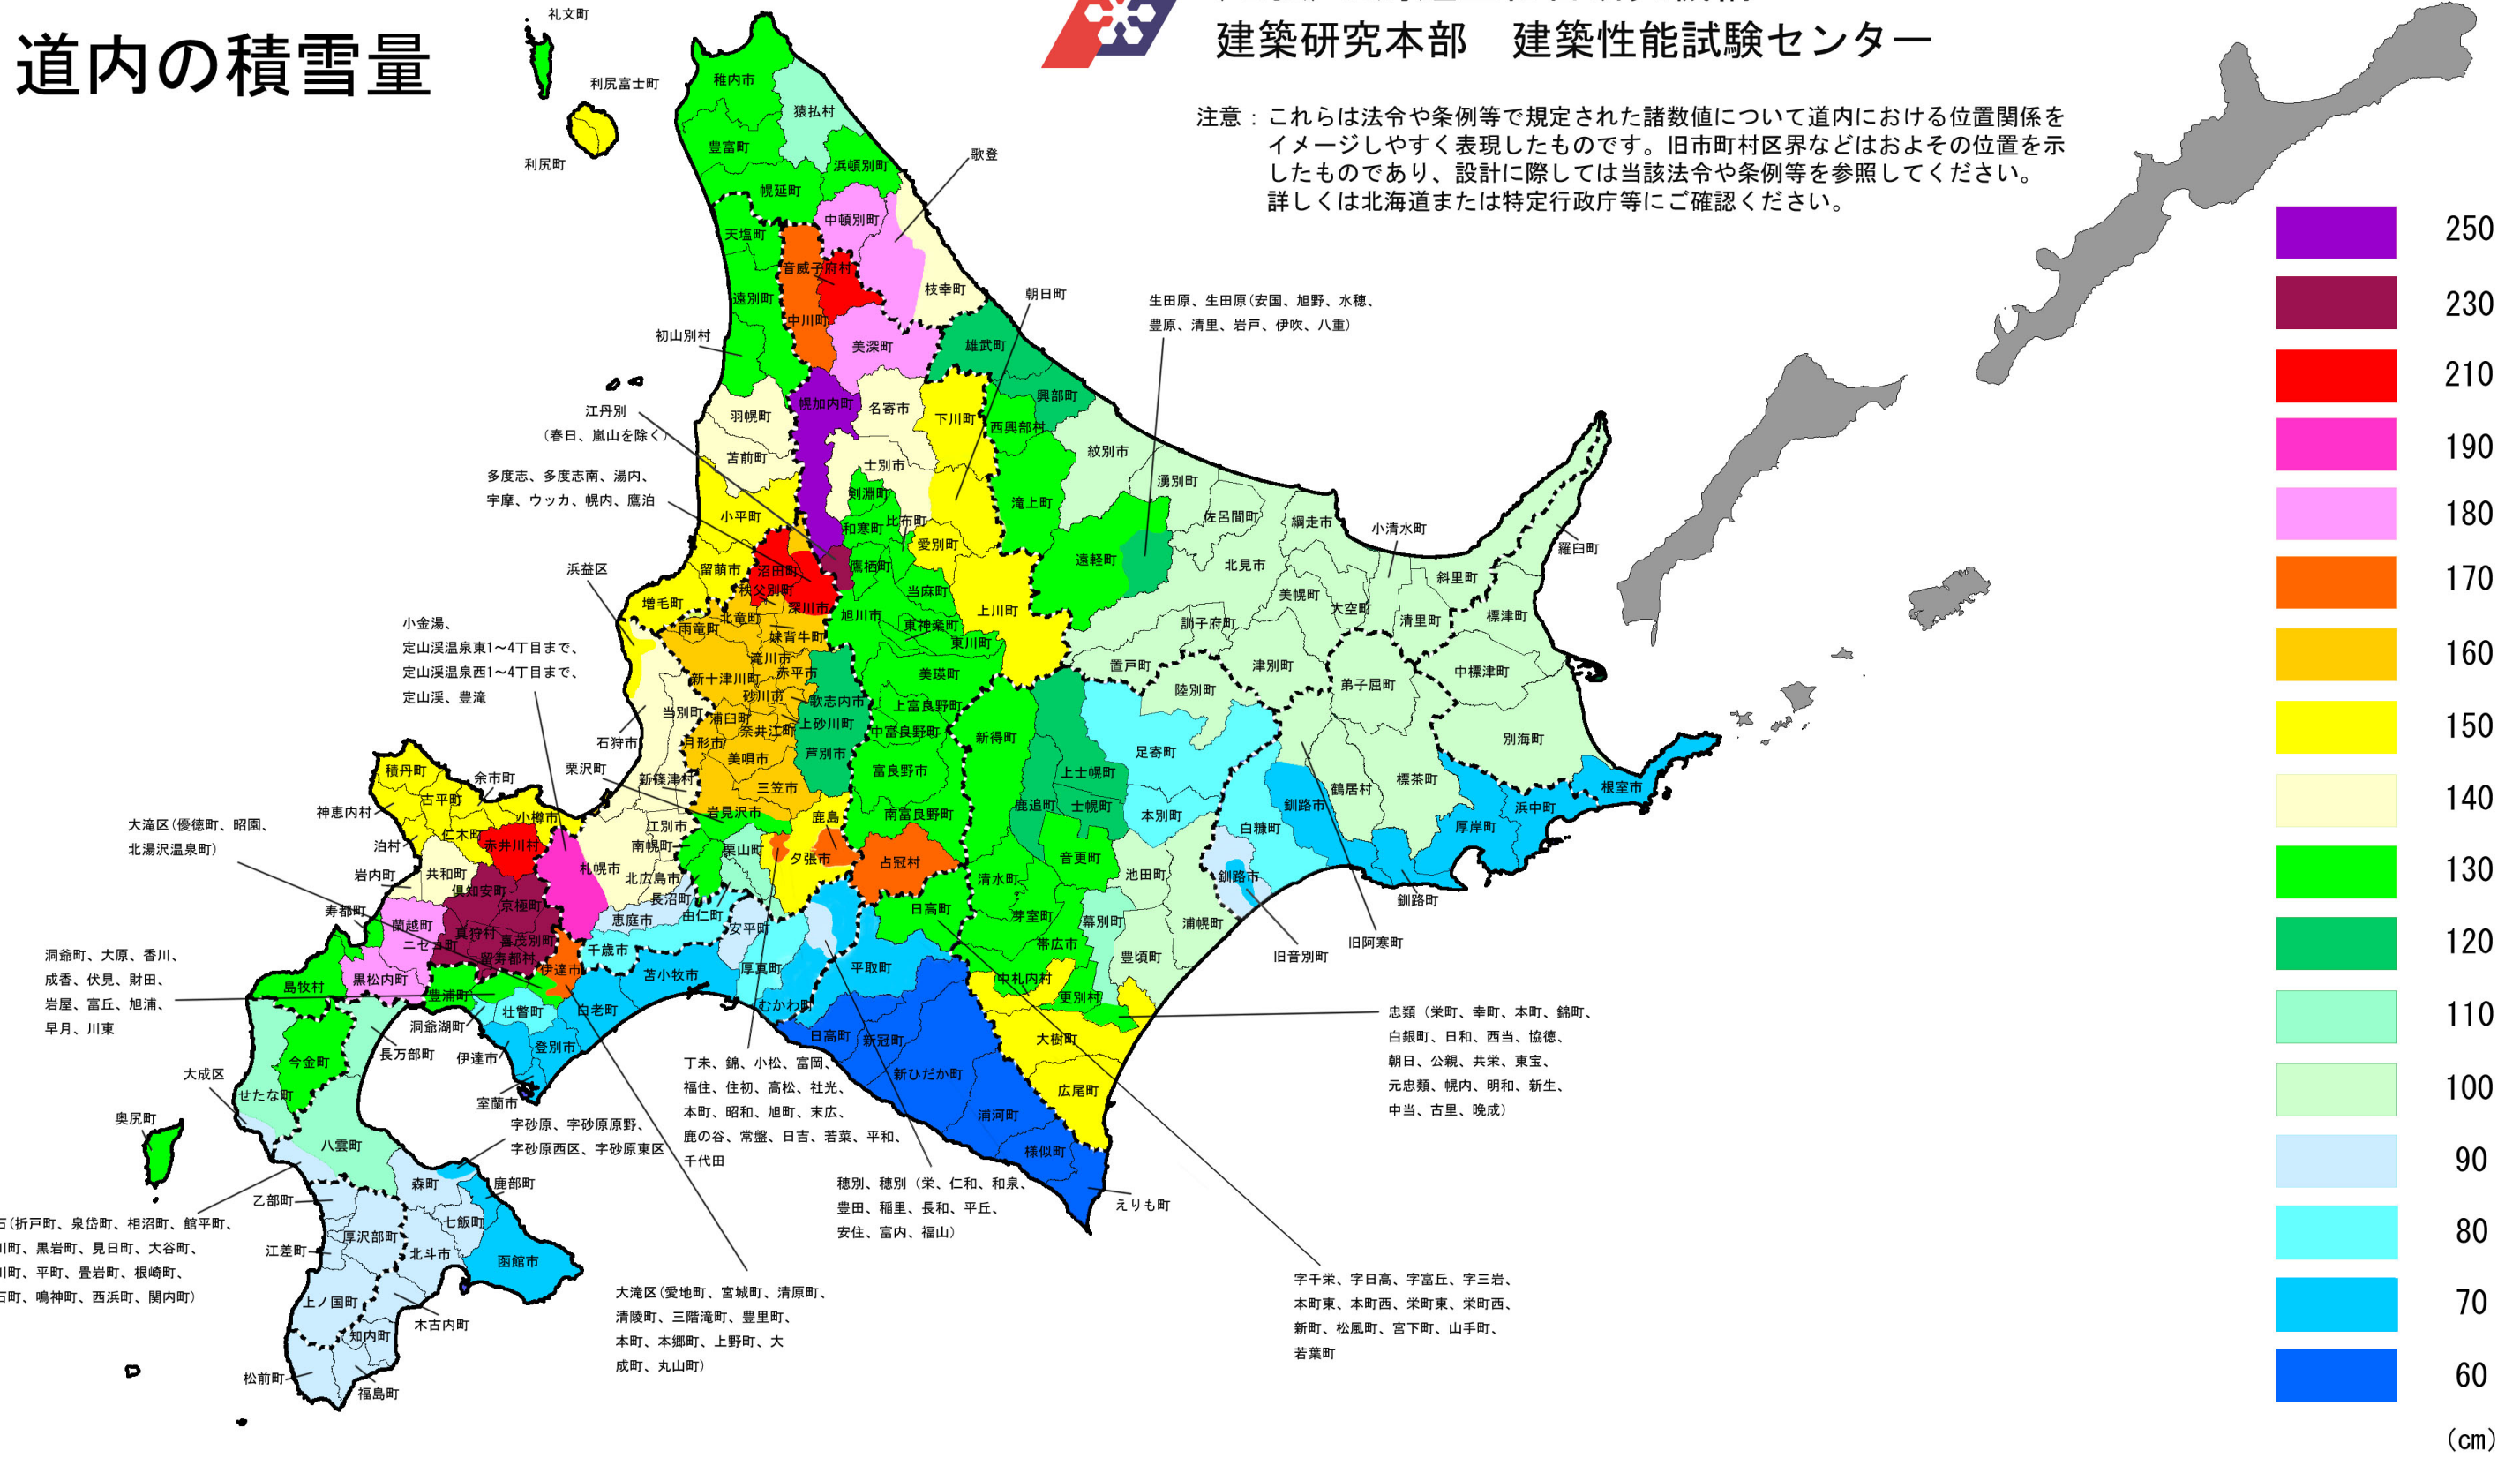 道内の積雪量
建築研究本部　建築性能試験センター
注意：これらは法令や条例等で規定された諸数値について道内における位置関係を
イメージしやすく表現したものです。旧市町村区界などはおよその位置を示
したものであり、設計に際しては当該法令や条例等を参照してください。
詳しくは北海道または特定行政庁等にご確認ください。
礼文町
利尻富士町
利尻町
稚内市
猿払村
豊富町
浜頓別町
幌延町
歌登
中頓別町
天塩町
音威子府村
枝幸町
遠別町
中川町
朝日町
初山別村
美深町
雄武町
生田原、生田原(安国、旭野、水穂、
豊原、清里、岩戸、伊吹、八重)
興部町
羽幌町
幌加内町
名寄市
下川町
西興部村
江丹別
(春日、嵐山を除く)
紋別市
苫前町
士別市
多度志、多度志南、湯内、
宇摩、ウッカ、幌内、鷹泊
剣淵町
滝上町
湧別町
小平町
和寒町
比布町
佐呂間町
網走市
小清水町
愛別町
羅臼町
浜益区
留萌市
沼田町
鷹栖町
遠軽町
北見市
斜里町
秩父別町
当麻町
美幌町
増毛町
深川市
旭川市
上川町
大空町
清里町
標津町
北竜町
雨竜町
妹背牛町
東神楽町
東川町
訓子府町
小金湯、
定山渓温泉東1～4丁目まで、
定山渓温泉西1～4丁目まで、
定山渓、豊滝
滝川市
赤平市
新十津川町
美瑛町
置戸町
津別町
中標津町
陸別町
弟子屈町
砂川市
歌志内市
上富良野町
当別町
浦臼町
上砂川町
奈井江町
中富良野町
新得町
別海町
石狩市
月形市
美唄市
芦別市
足寄町
栗沢町
新篠津村
富良野市
上士幌町
標茶町
積丹町
余市町
三笠市
鶴居村
根室市
神恵内村
古平町
岩見沢市
鹿島
南富良野町
鹿追町
士幌町
本別町
釧路市
浜中町
大滝区(優徳町、昭園、
北湯沢温泉町)
小樽市
仁木町
江別市
白糠町
厚岸町
泊村
赤井川村
南幌町
栗山町
夕張市
占冠村
音更町
岩内町
共和町
札幌市
北広島市
清水町
池田町
釧路市
倶知安町
長沼町
釧路町
寿都町
京極町
蘭越町
恵庭市
由仁町
日高町
芽室町
幕別町
浦幌町
真狩村
安平町
ニセコ町
喜茂別町
千歳市
帯広市
旧音別町
旧阿寒町
留寿都村
洞爺町、大原、香川、
成香、伏見、財田、
岩屋、富丘、旭浦、
早月、川東
伊達市
苫小牧市
厚真町
平取町
豊頃町
黒松内町
中札内村
島牧村
豊浦町
更別村
壮瞥町
白老町
むかわ町
洞爺湖町
忠類(栄町、幸町、本町、錦町、
白銀町、日和、西当、協徳、
朝日、公親、共栄、東宝、
元忠類、幌内、明和、新生、
中当、古里、晩成)
日高町
新冠町
大樹町
長万部町
伊達市
登別市
今金町
大成区
新ひだか町
広尾町
せたな町
室蘭市
丁未、錦、小松、富岡、
福住、住初、高松、社光、
本町、昭和、旭町、末広、
鹿の谷、常盤、日吉、若菜、平和、
千代田
奥尻町
浦河町
字砂原、字砂原原野、
字砂原西区、字砂原東区
八雲町
様似町
森町
鹿部町
穂別、穂別(栄、仁和、和泉、
豊田、稲里、長和、平丘、
安住、富内、福山)
えりも町
乙部町
石(折戸町、泉岱町、相沼町、館平町、
川町、黒岩町、見日町、大谷町、
川町、平町、畳岩町、根崎町、
石町、鳴神町、西浜町、関内町)
七飯町
厚沢部町
江差町
北斗市
函館市
大滝区(愛地町、宮城町、清原町、
清陵町、三階滝町、豊里町、
本町、本郷町、上野町、大
成町、丸山町)
字千栄、字日高、字富丘、字三岩、
本町東、本町西、栄町東、栄町西、
新町、松風町、宮下町、山手町、
若葉町
上ノ国町
木古内町
知内町
松前町
福島町
250
230
210
190
180
170
160
150
140
130
120
110
100
90
80
70
60
(cm)